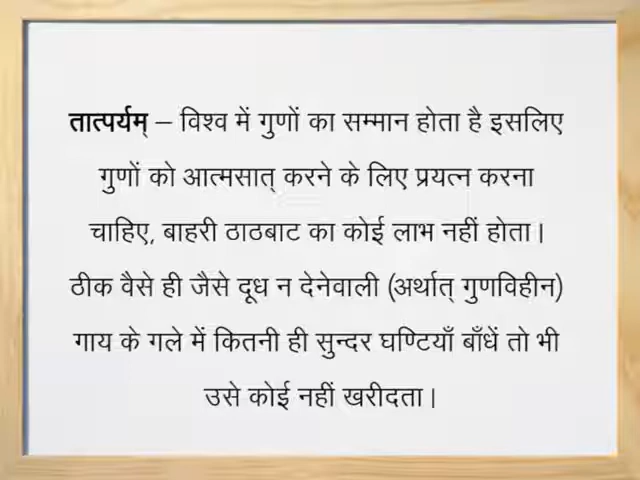 तात्पर्यम् – विश्व में गुणों का सम्मान होता है इसलिए
गुणों को आत्मसात् करने के लिए प्रयत्न करना
चाहिए, बाहरी ठाठबाट का कोई लाभ नहीं होता।
ठीक वैसे ही जैसे दूध न देनेवाली (अर्थात् गुणविहीन)
गाय के गले में कितनी ही सुन्दर घण्टियाँ बाँधें तो भी
उसे कोई नहीं खरीदता।